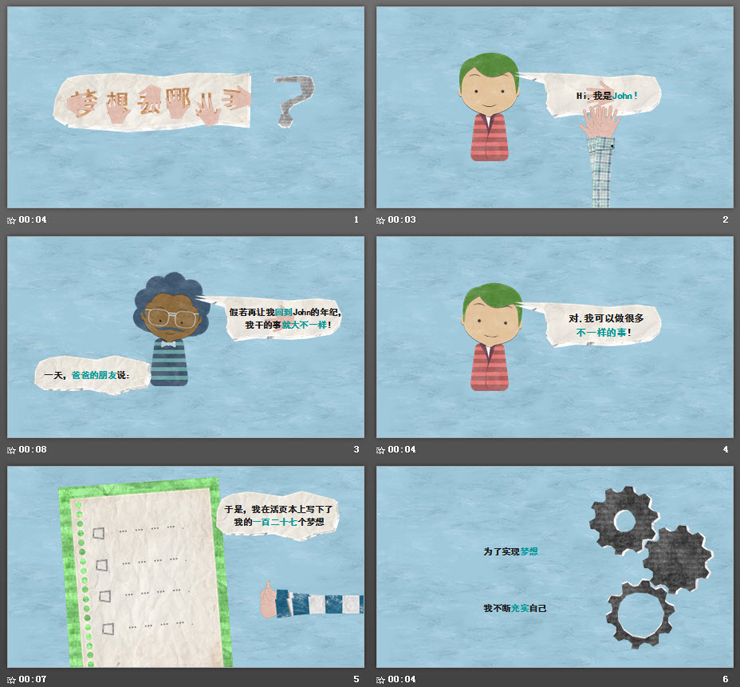 梦想去哪儿了
?
00:04
1
Hi, 我是John!
00:03
2
假若再让我回到John的年纪,
我干的事就大不一样!
一天，爸爸的朋友说:
00:08
3
对,我可以做很多
不一样的事!
00:04
4
于是，我在活页本上写下了
我的一百二十七个梦想
00:07
5
为了实现梦想
我不断充实自己
00:04
6